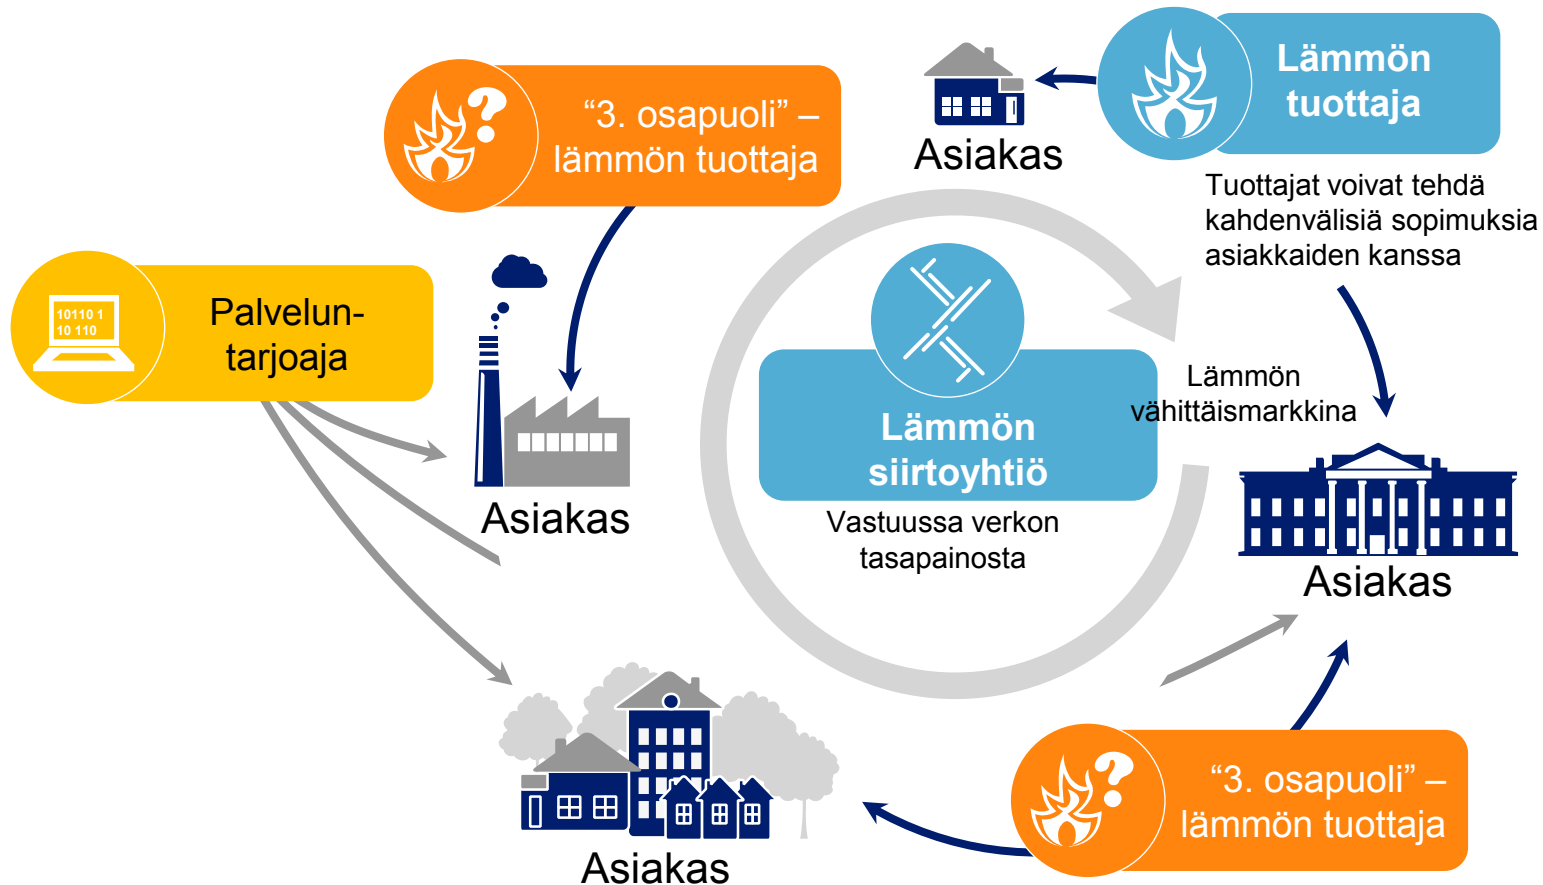 Lämmön
tuottaja
“3. osapuoli” –
lämmön tuottaja
Asiakas
Tuottajat voivat tehdä
kahdenvälisiä sopimuksia
asiakkaiden kanssa
10110 1
10 110
Palvelun-
tarjoaja
Lämmön
vähittäismarkkina
Lämmön
siirtoyhtiö
Asiakas
Vastuussa verkon
tasapainosta
Asiakas
“3. osapuoli” –
lämmön tuottaja
Asiakas